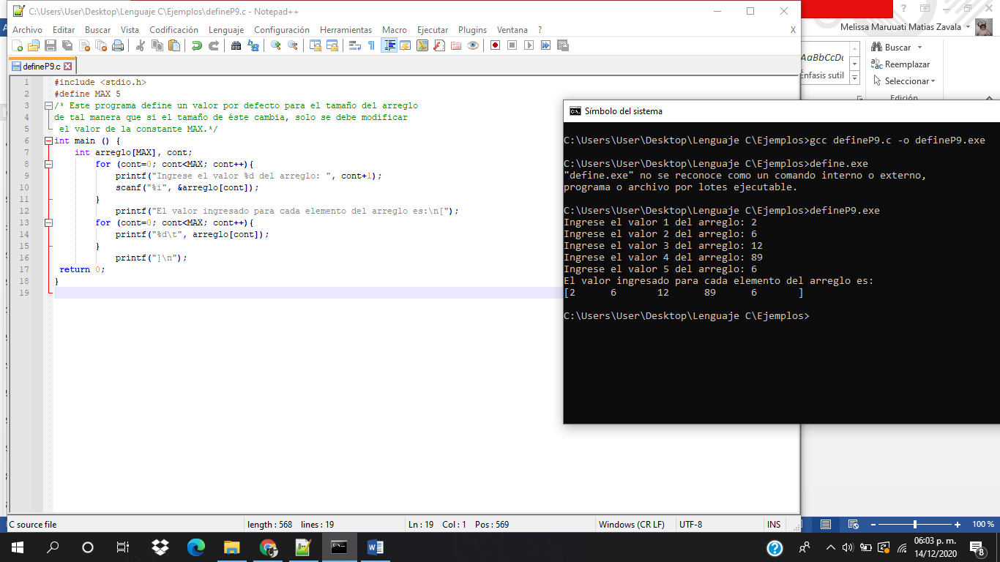 C:\Users\User\Desktop\Lenguaje C\Ejemplos\defineP9.c - Notepad++
Archivo Editar Buscar Vista Codificación Lenguaje Configuración Herramientas Macro Ejecutar Plugins Ventana ? X
defineP9.c
1 #include <stdio.h>
2 #define MAX 5
3 /* Este programa define un valor por defecto para el tamaño del arreglo
4 de tal manera que si el tamaño de éste cambia, solo se debe modificar
5 el valor de la constante MAX.*/
6 int main () {
7 int arreglo[MAX], cont;
8 for (cont=0; cont<MAX; cont++){
9 printf("Ingrese el valor %d del arreglo: ", cont+1);
10 scanf("%i", &arreglo[cont]);
11 }
12 printf("El valor ingresado para cada elemento del arreglo es:\n[");
13 for (cont=0; cont<MAX; cont++){
14 printf("%d\t", arreglo[cont]);
15 }
16 printf("]\n");
17 return 0;
18 }
19
C source file length : 568 lines : 19 Ln : 19 Col : 1 Pos : 569 Windows (CR LF) UTF-8 INS
Melissa Maruuati Matias Zavala
AaBbCcDc
Énfasis sutil
Buscar
Reemplazar
Seleccionar
Edición
Símbolo del sistema
C:\Users\User\Desktop\Lenguaje C\Ejemplos>gcc defineP9.c -o defineP9.exe
C:\Users\User\Desktop\Lenguaje C\Ejemplos>define.exe
"define.exe" no se reconoce como un comando interno o externo,
programa o archivo por lotes ejecutable.
C:\Users\User\Desktop\Lenguaje C\Ejemplos>defineP9.exe
Ingrese el valor 1 del arreglo: 2
Ingrese el valor 2 del arreglo: 6
Ingrese el valor 3 del arreglo: 12
Ingrese el valor 4 del arreglo: 89
Ingrese el valor 5 del arreglo: 6
El valor ingresado para cada elemento del arreglo es:
[2 6 12 89 6 ]
C:\Users\User\Desktop\Lenguaje C\Ejemplos>
100 %
06:03 p. m.
14/12/2020
8